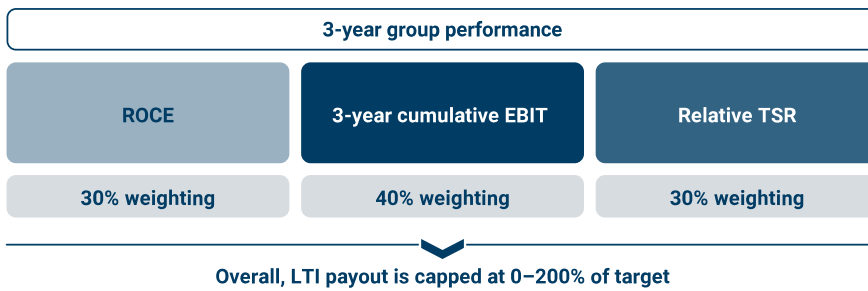 3-year group performance
ROCE
3-year cumulative EBIT
Relative TSR
30% weighting
40% weighting
30% weighting
Overall, LTI payout is capped at 0–200% of target